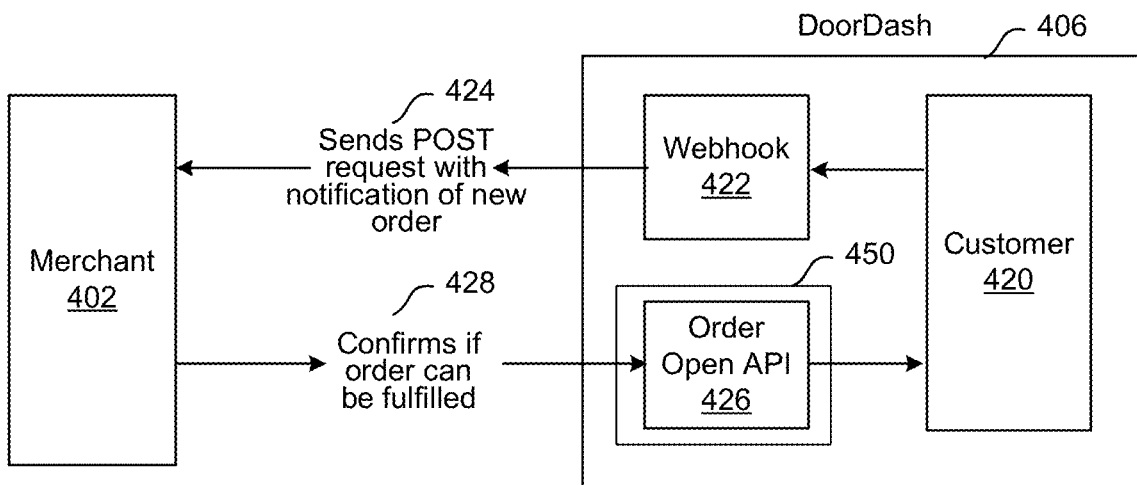 DoorDash
406
424
Sends POST
request with
notification of new
order
Webhook
422
Merchant
402
Customer
420
450
428
Confirms if
order can
be fulfilled
Order
Open API
426